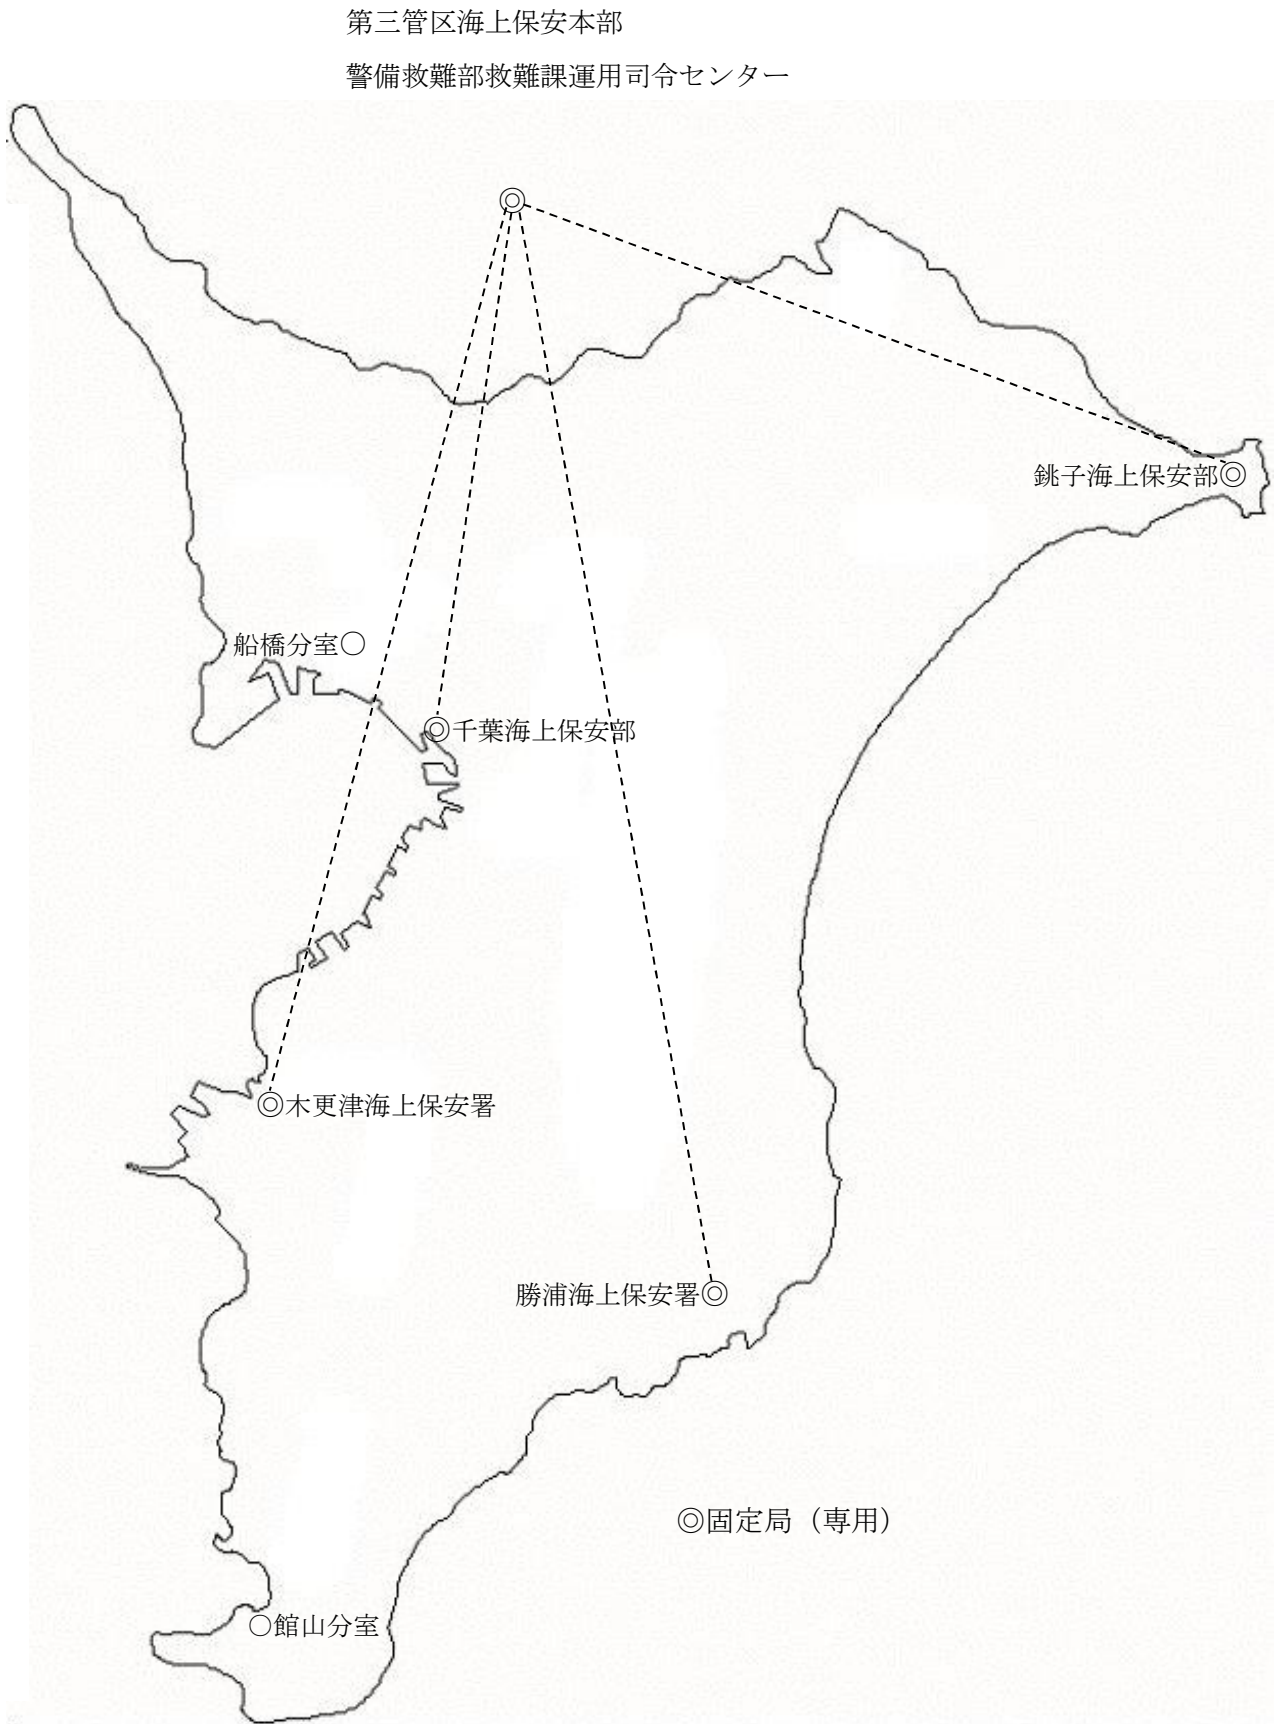 第三管区海上保安本部
警備救難部救難課運用司令センター
銚子海上保安部◎
船橋分室○
◎千葉海上保安部
◎木更津海上保安署
勝浦海上保安署◎
◎固定局（専用）
○館山分室